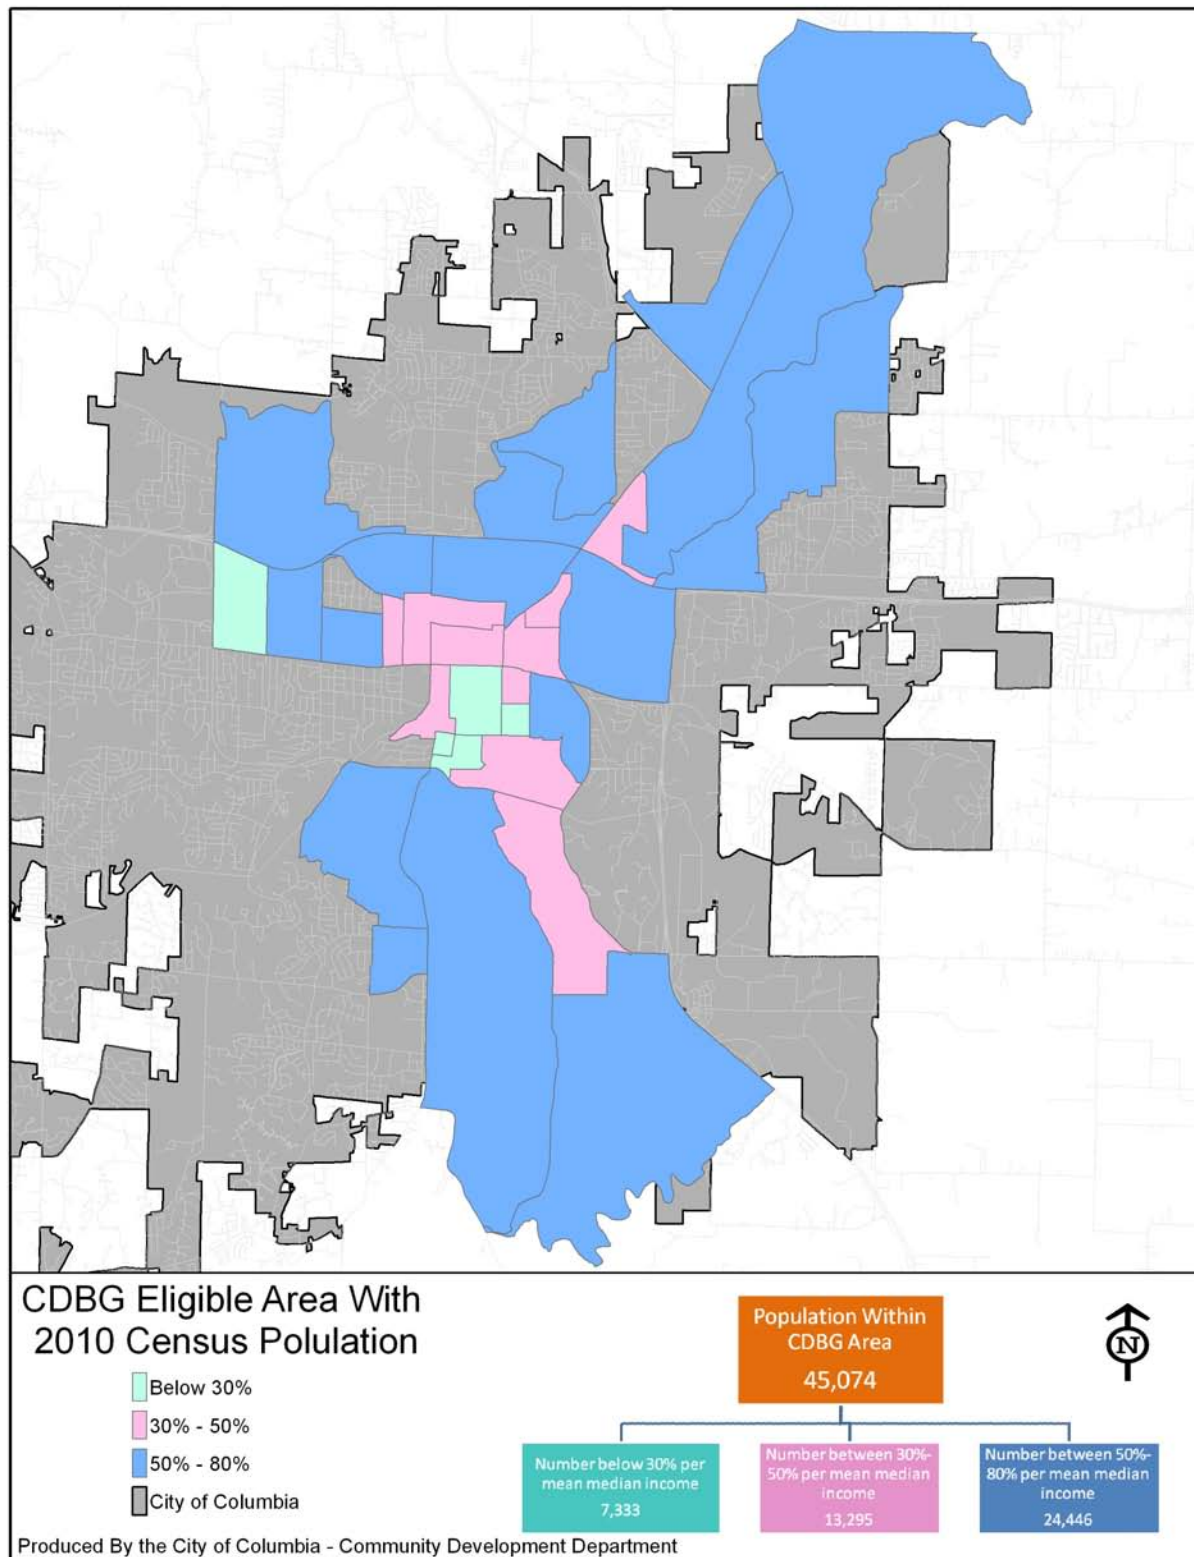 CDBG Eligible Area With
2010 Census Polulation
Below 30%
30% - 50%
50% - 80%
City of Columbia
Population Within
CDBG Area
45,074
Number below 30% per
mean median income
7,333
Number between 30%-
50% per mean median
income
13,295
Number between 50%-
80% per mean median
income
24,446
N
Produced By the City of Columbia - Community Development Department